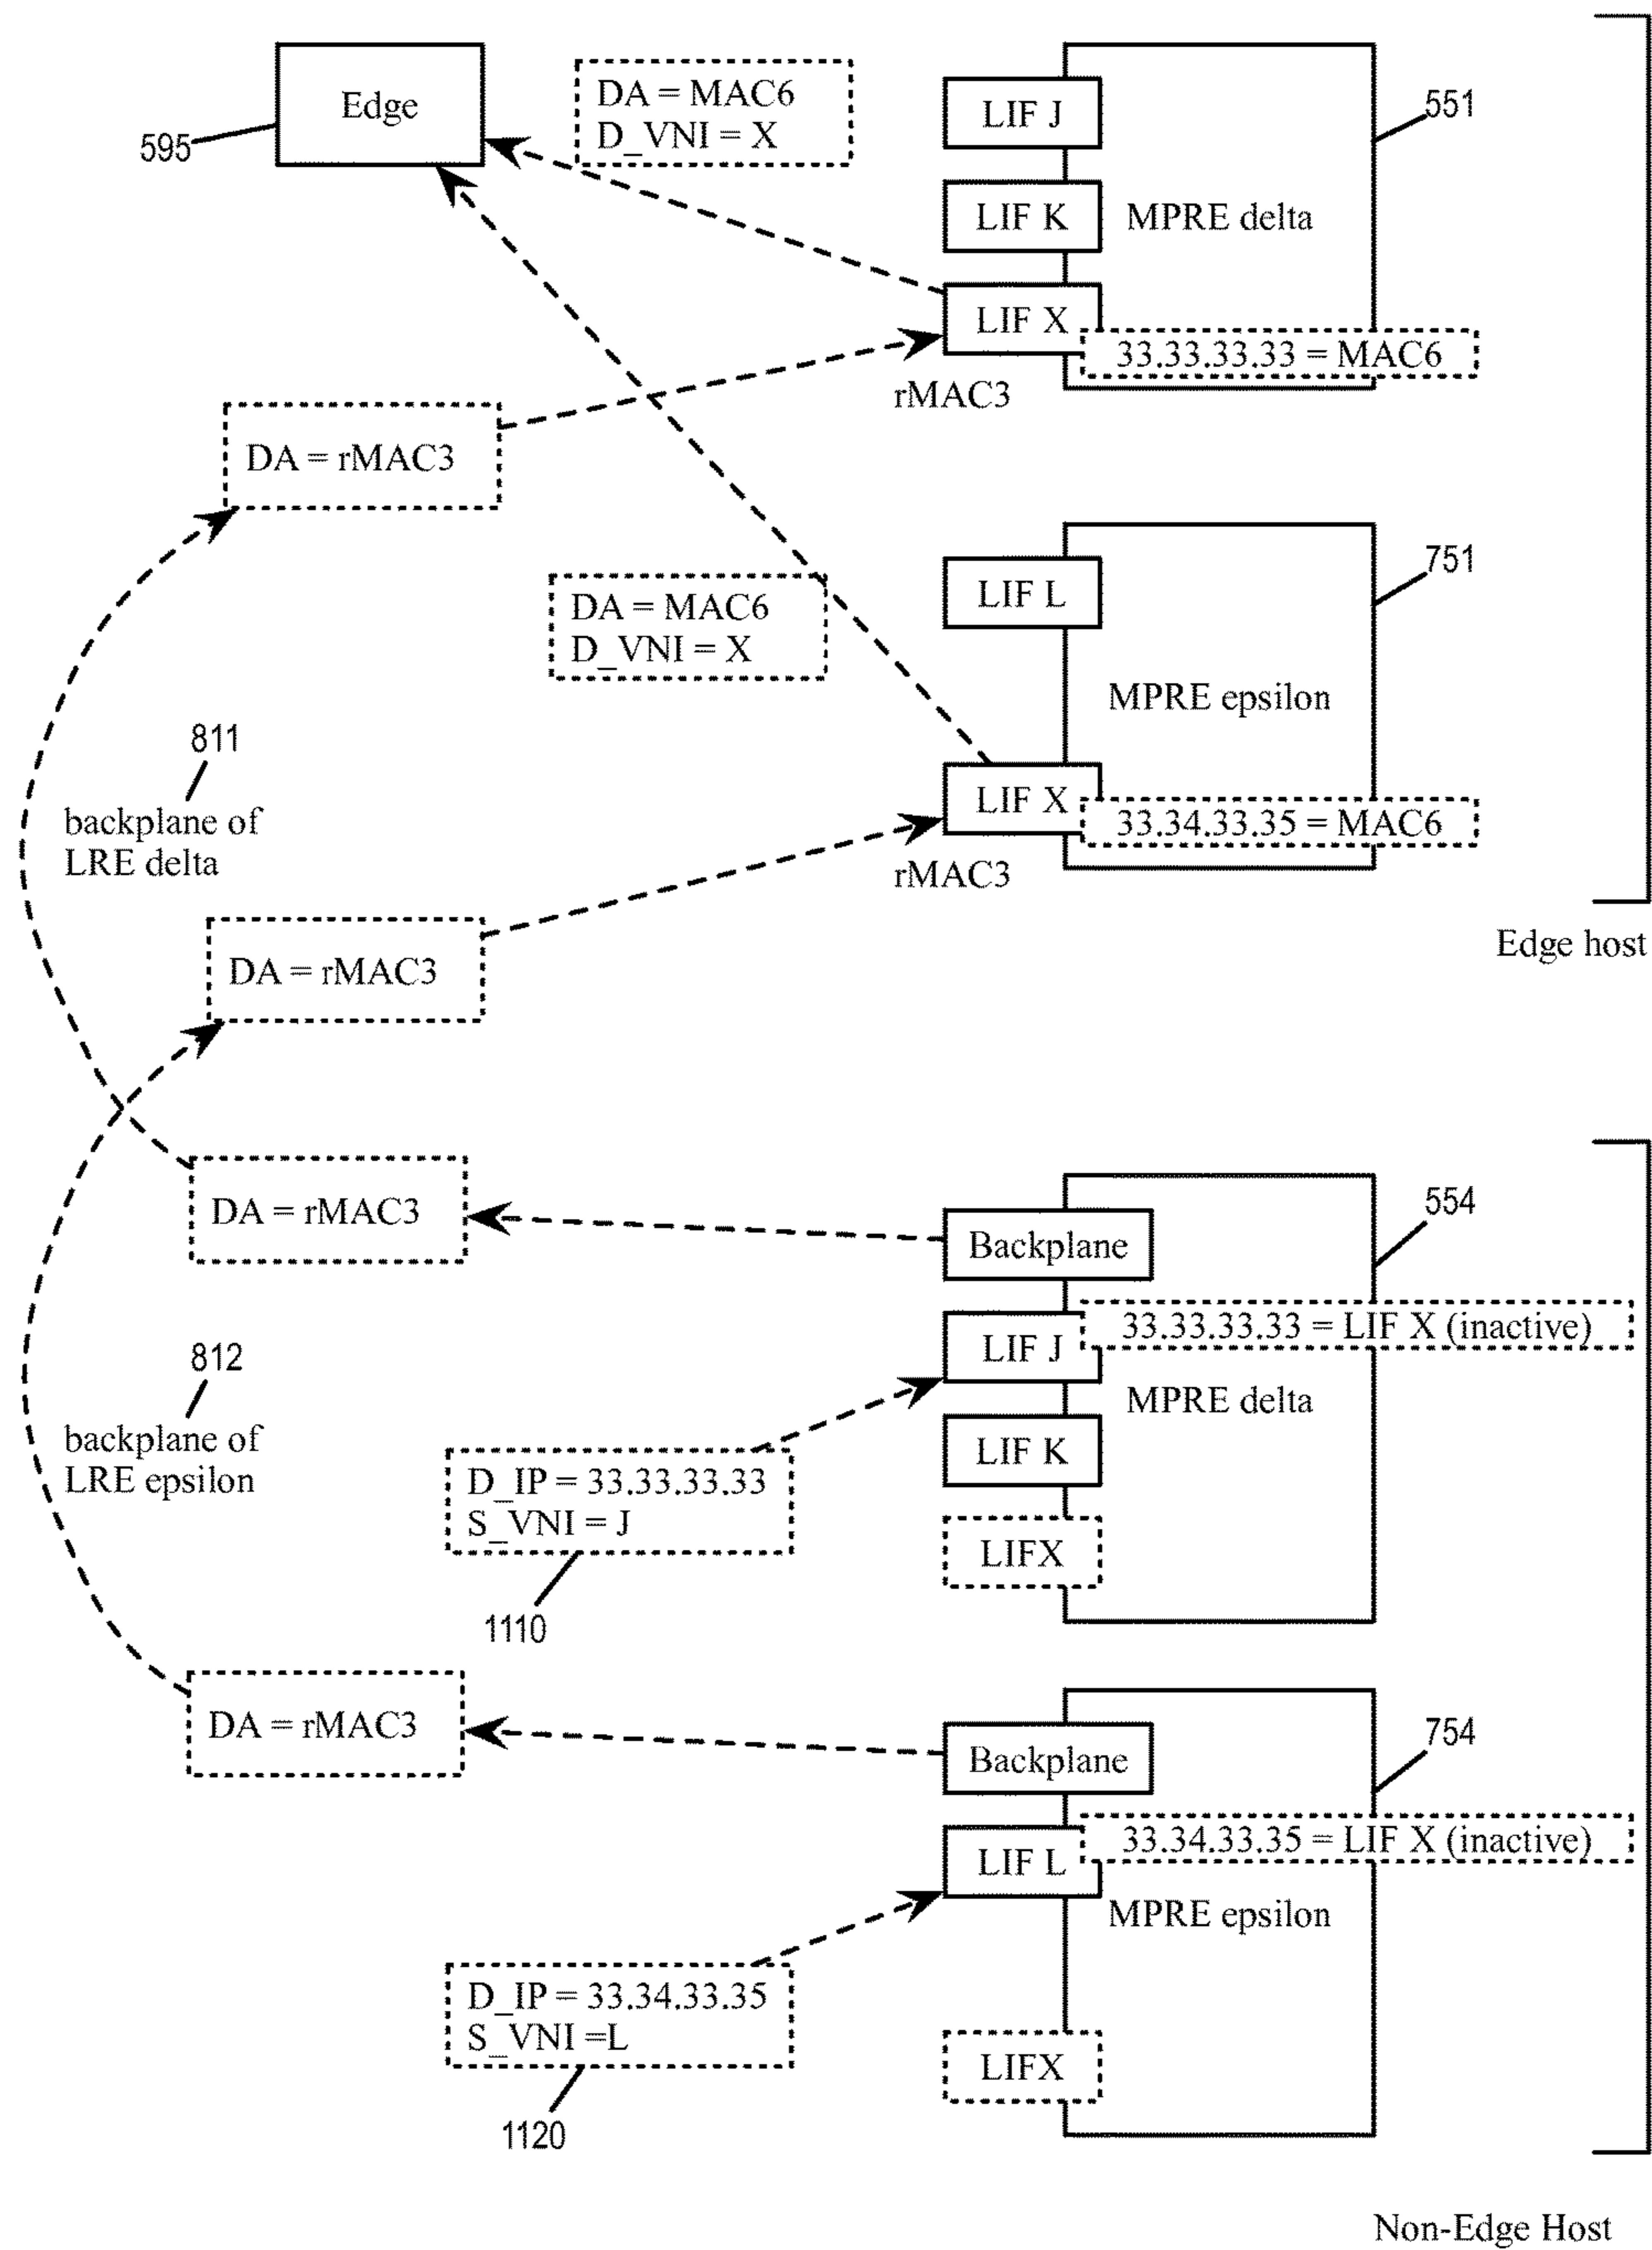 Edge
595
DA = MAC6
D_VNI = X
LIF J
551
LIF K
MPRE delta
LIF X
33.33.33.33 = MAC6
rMAC3
DA = rMAC3
LIF L
751
DA = MAC6
D_VNI = X
MPRE epsilon
811
backplane of
LRE delta
LIF X
33.34.33.35 = MAC6
rMAC3
DA = rMAC3
Edge host
DA = rMAC3
Backplane
554
33.33.33.33 = LIF X (inactive)
LIF J
MPRE delta
812
backplane of
LRE epsilon
LIF K
D_IP = 33.33.33.33
S_VNI = J
LIFX
1110
DA = rMAC3
Backplane
754
33.34.33.35 = LIF X (inactive)
LIF L
MPRE epsilon
D_IP = 33.34.33.35
S_VNI =L
LIFX
1120
Non-Edge Host